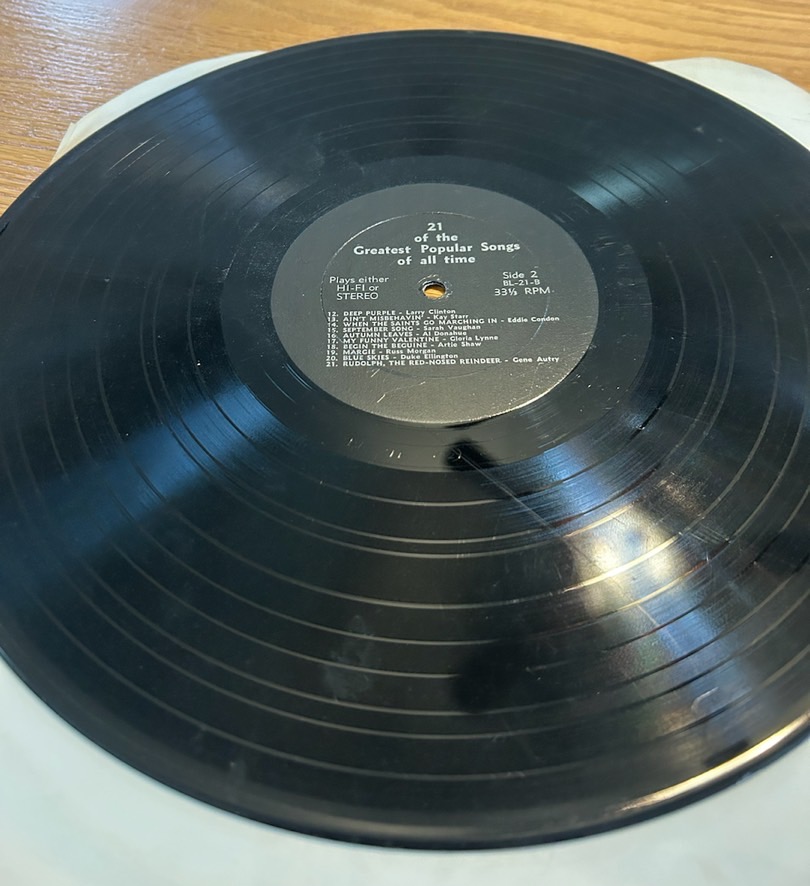 21
of the
Greatest Popular Songs
of all time
Plays either
HI-FI or
STEREO
Side 2
BL-21-B
33⅓ RPM
12. DEEP PURPLE - Larry Clinton
13. AIN'T MISBEHAVIN' - Kay Starr
14. WHEN THE SAINTS GO MARCHING IN - Eddie Condon
15. SEPTEMBER SONG - Sarah Vaughan
16. AUTUMN LEAVES - Al Donahue
17. MY FUNNY VALENTINE - Gloria Lynne
18. BEGIN THE BEGUINE - Artie Shaw
19. MARGIE - Russ Morgan
20. BLUE SKIES - Duke Ellington
21. RUDOLPH, THE RED-NOSED REINDEER - Gene Autry